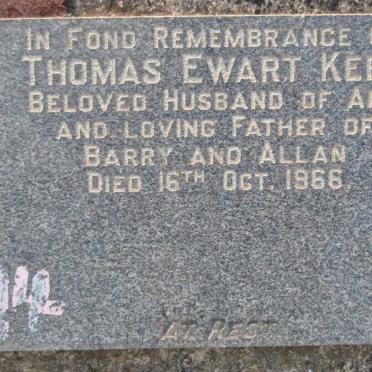 IN FOND REMEMBRANCE
THOMAS EWART
BELOVED HUSBAND OF
AND LOVING FATHER OF
BARRY AND ALLAN
DIED 16TH OCT. 1966.
AT REST